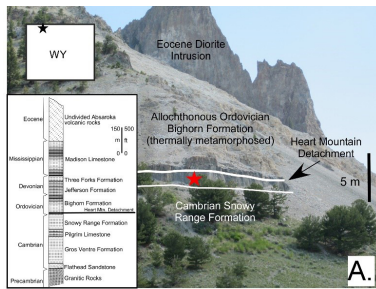 WY
Eocene Diorite
Intrusion
Allochthonous Ordovician
Bighorn Formation
(thermally metamorphosed)
Heart Mountain
Detachment
5 m
Cambrian Snowy
Range Formation
A.
150 500
m ft
0 0
Eocene
Undivided Absaroka
volcanic rocks
Mississippian
Madison Limestone
Devonian
Three Forks Formation
Jefferson Formation
Ordovician
Bighorn Formation
Heart Mtn. Detachment
Cambrian
Snowy Range Formation
Pilgrim Limestone
Gros Ventre Formation
Flathead Sandstone
Precambrian
Granitic Rocks